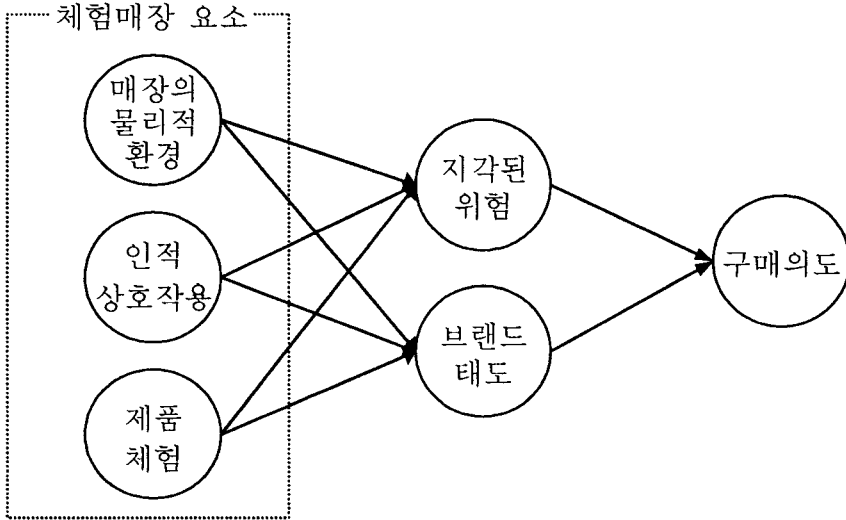 체험매장 요소
매장의
물리적
환경
인적
상호작용
제품
체험
지각된
위험
브랜드
태도
구매의도